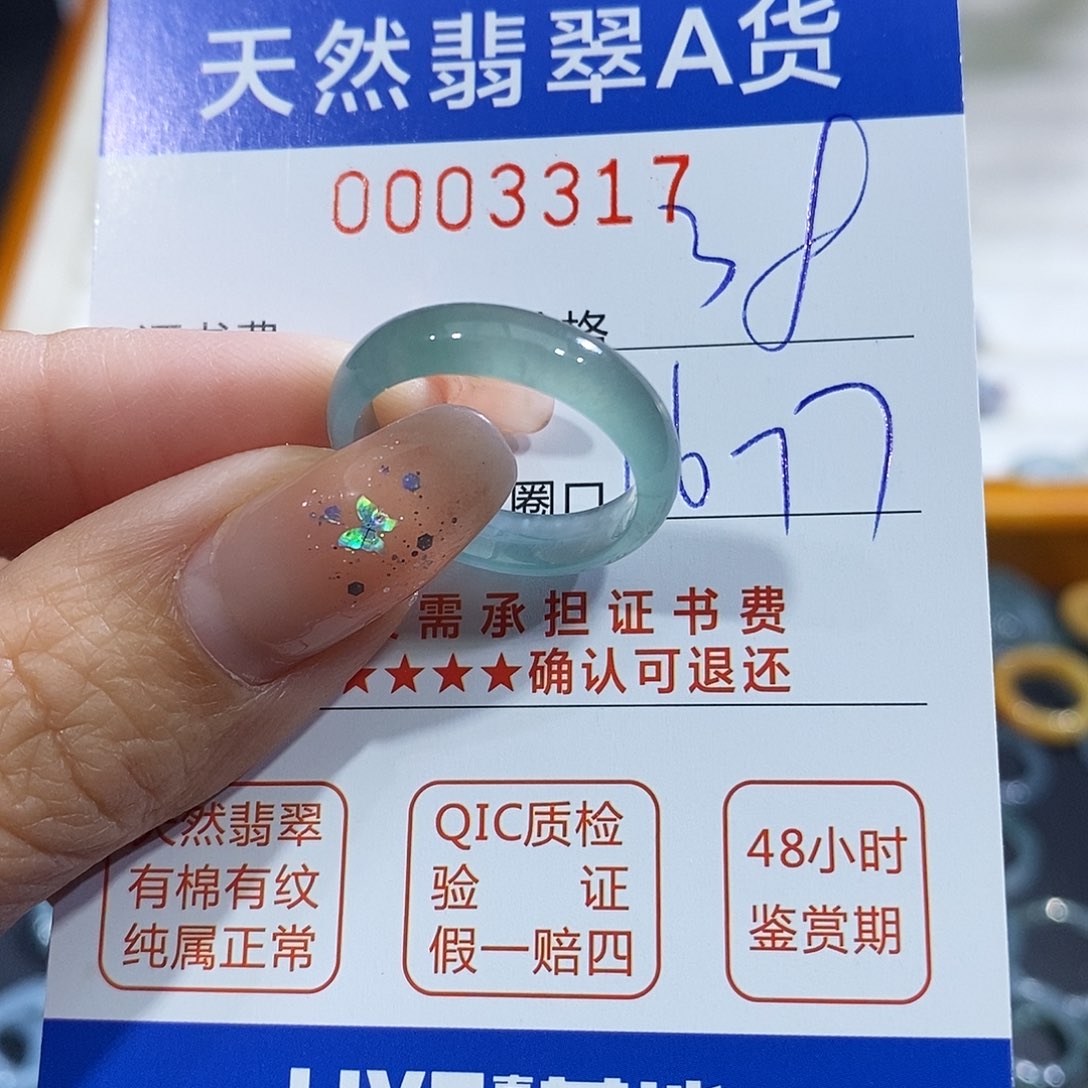 天然翡翠A货
0003317
38
格
圈口
677
需承担证书费
★★★★确认可退还
然翡翠
有棉有纹
纯属正常
QIC质检
验 证
假一赔四
48小时
鉴赏期